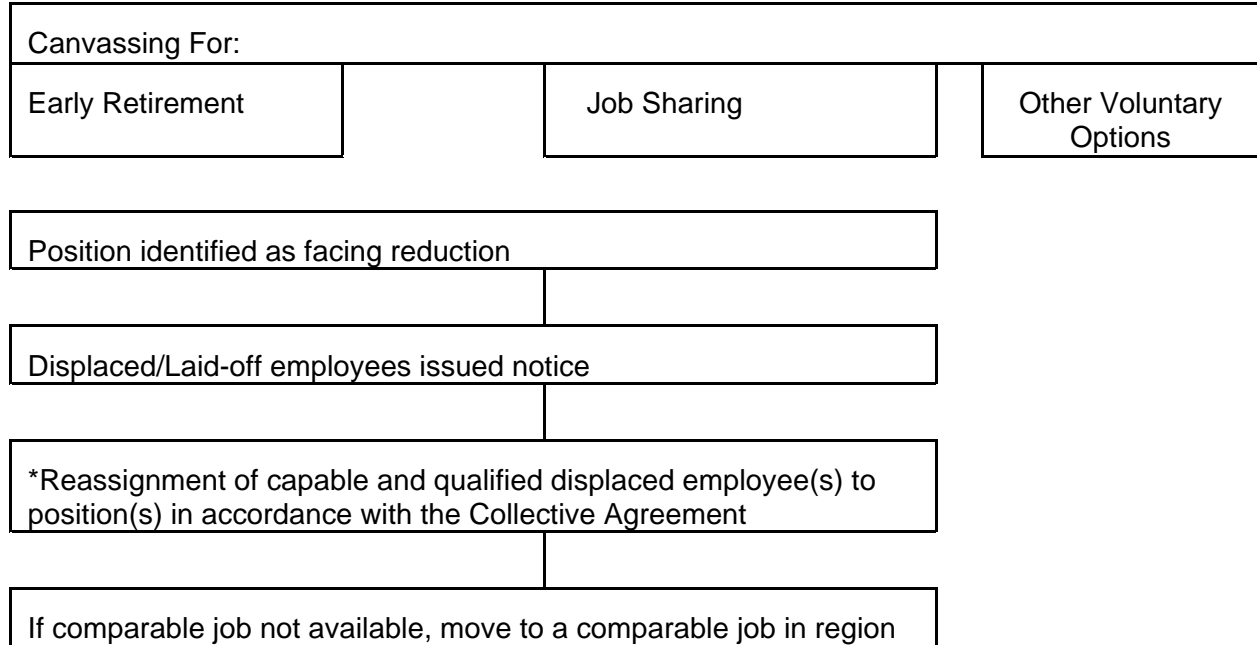 Canvassing For:
Early Retirement
Job Sharing
Other Voluntary
Options
Position identified as facing reduction
Displaced/Laid-off employees issued notice
*Reassignment of capable and qualified displaced employee(s) to
position(s) in accordance with the Collective Agreement
If comparable job not available, move to a comparable job in region